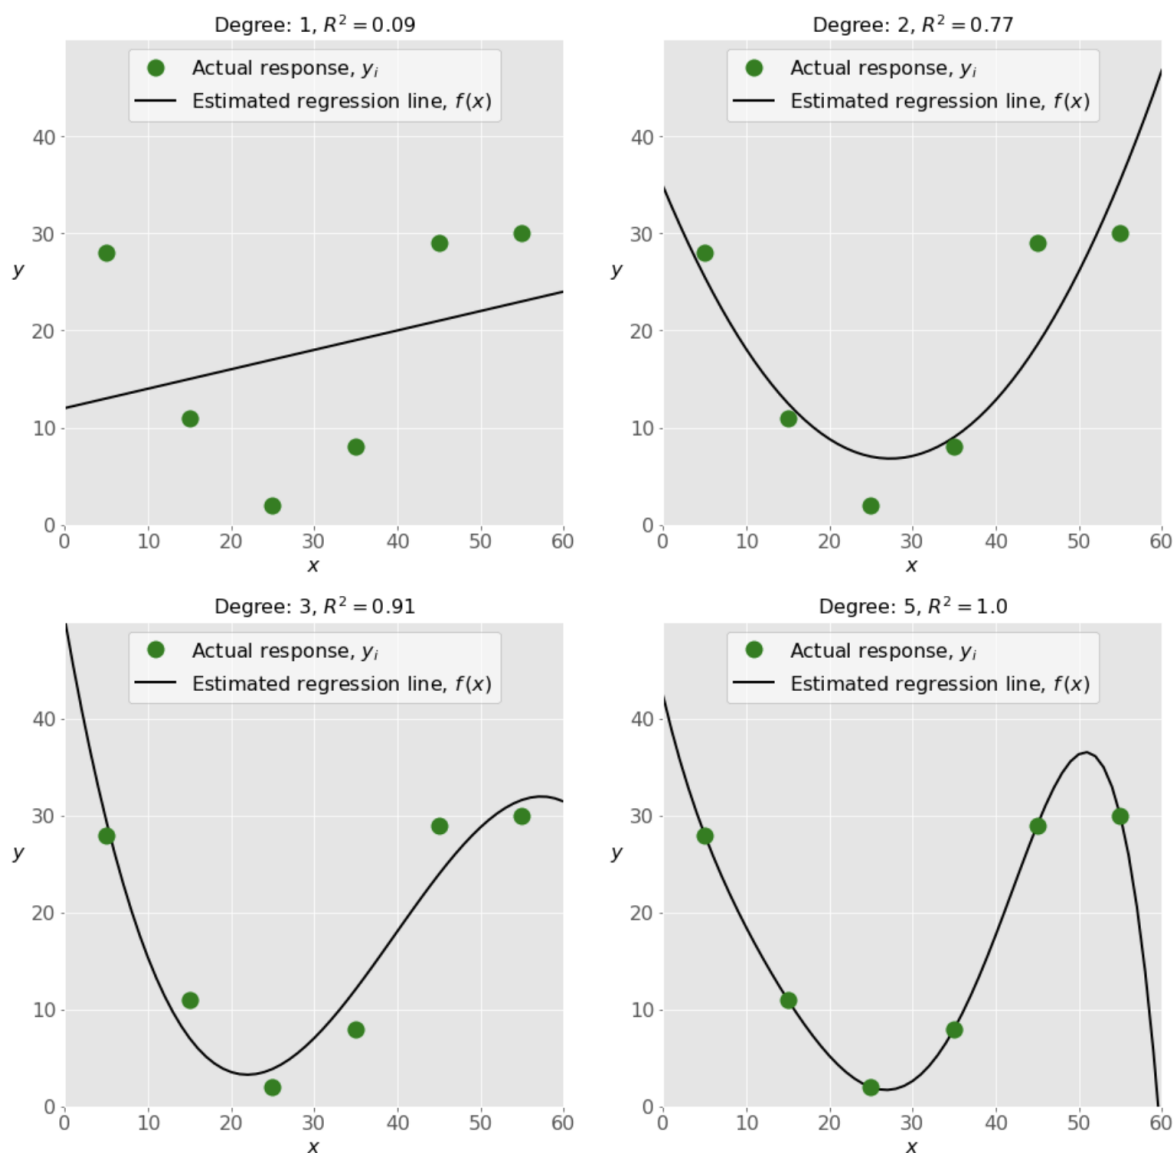 Degree: 1, R² = 0.09
Actual response, yᵢ
Estimated regression line, f(x)
40
30
y
20
10
0
0 10 20 30 40 50 60
x
Degree: 2, R² = 0.77
Actual response, yᵢ
Estimated regression line, f(x)
40
30
y
20
10
0
0 10 20 30 40 50 60
x
Degree: 3, R² = 0.91
Actual response, yᵢ
Estimated regression line, f(x)
40
30
y
20
10
0
0 10 20 30 40 50 60
x
Degree: 5, R² = 1.0
Actual response, yᵢ
Estimated regression line, f(x)
40
30
y
20
10
0
0 10 20 30 40 50 60
x